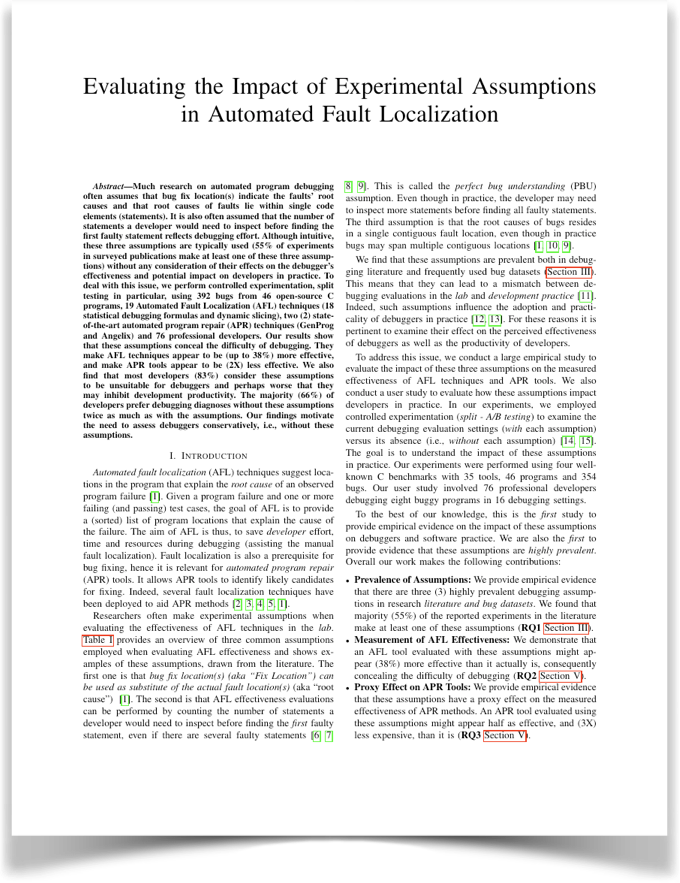 Evaluating the Impact of Experimental Assumptions
in Automated Fault Localization
Abstract—Much research on automated program debugging
often assumes that bug fix location(s) indicate the faults' root
causes and that root causes of faults lie within single code
elements (statements). It is also often assumed that the number of
statements a developer would need to inspect before finding the
first faulty statement reflects debugging effort. Although intuitive,
these three assumptions are typically used (55% of experiments
in surveyed publications make at least one of these three assump-
tions) without any consideration of their effects on the debugger's
effectiveness and potential impact on developers in practice. To
deal with this issue, we perform controlled experimentation, split
testing in particular, using 392 bugs from 46 open-source C
programs, 19 Automated Fault Localization (AFL) techniques (18
statistical debugging formulas and dynamic slicing), two (2) state-
of-the-art automated program repair (APR) techniques (GenProg
and Angelix) and 76 professional developers. Our results show
that these assumptions conceal the difficulty of debugging. They
make AFL techniques appear to be (up to 38%) more effective,
and make APR tools appear to be (2X) less effective. We also
find that most developers (83%) consider these assumptions
to be unsuitable for debuggers and perhaps worse that they
may inhibit development productivity. The majority (66%) of
developers prefer debugging diagnoses without these assumptions
twice as much as with the assumptions. Our findings motivate
the need to assess debuggers conservatively, i.e., without these
assumptions.
I. INTRODUCTION
Automated fault localization (AFL) techniques suggest loca-
tions in the program that explain the root cause of an observed
program failure [1]. Given a program failure and one or more
failing (and passing) test cases, the goal of AFL is to provide
a (sorted) list of program locations that explain the cause of
the failure. The aim of AFL is thus, to save developer effort,
time and resources during debugging (assisting the manual
fault localization). Fault localization is also a prerequisite for
bug fixing, hence it is relevant for automated program repair
(APR) tools. It allows APR tools to identify likely candidates
for fixing. Indeed, several fault localization techniques have
been deployed to aid APR methods [2, 3, 4, 5, 1].
Researchers often make experimental assumptions when
evaluating the effectiveness of AFL techniques in the lab.
Table I provides an overview of three common assumptions
employed when evaluating AFL effectiveness and shows ex-
amples of these assumptions, drawn from the literature. The
first one is that bug fix location(s) (aka "Fix Location") can
be used as substitute of the actual fault location(s) (aka "root
cause") [1]. The second is that AFL effectiveness evaluations
can be performed by counting the number of statements a
developer would need to inspect before finding the first faulty
statement, even if there are several faulty statements [6, 7,
8, 9]. This is called the perfect bug understanding (PBU)
assumption. Even though in practice, the developer may need
to inspect more statements before finding all faulty statements.
The third assumption is that the root causes of bugs resides
in a single contiguous fault location, even though in practice
bugs may span multiple contiguous locations [1, 10, 9].
We find that these assumptions are prevalent both in debug-
ging literature and frequently used bug datasets (Section III).
This means that they can lead to a mismatch between de-
bugging evaluations in the lab and development practice [11].
Indeed, such assumptions influence the adoption and practi-
cality of debuggers in practice [12, 13]. For these reasons it is
pertinent to examine their effect on the perceived effectiveness
of debuggers as well as the productivity of developers.
To address this issue, we conduct a large empirical study to
evaluate the impact of these three assumptions on the measured
effectiveness of AFL techniques and APR tools. We also
conduct a user study to evaluate how these assumptions impact
developers in practice. In our experiments, we employed
controlled experimentation (split - A/B testing) to examine the
current debugging evaluation settings (with each assumption)
versus its absence (i.e., without each assumption) [14, 15].
The goal is to understand the impact of these assumptions
in practice. Our experiments were performed using four well-
known C benchmarks with 35 tools, 46 programs and 354
bugs. Our user study involved 76 professional developers
debugging eight buggy programs in 16 debugging settings.
To the best of our knowledge, this is the first study to
provide empirical evidence on the impact of these assumptions
on debuggers and software practice. We are also the first to
provide evidence that these assumptions are highly prevalent.
Overall our work makes the following contributions:
• Prevalence of Assumptions: We provide empirical evidence
that there are three (3) highly prevalent debugging assump-
tions in research literature and bug datasets. We found that
majority (55%) of the reported experiments in the literature
make at least one of these assumptions (RQ1 Section III).
• Measurement of AFL Effectiveness: We demonstrate that
an AFL tool evaluated with these assumptions might ap-
pear (38%) more effective than it actually is, consequently
concealing the difficulty of debugging (RQ2 Section V).
• Proxy Effect on APR Tools: We provide empirical evidence
that these assumptions have a proxy effect on the measured
effectiveness of APR methods. An APR tool evaluated using
these assumptions might appear half as effective, and (3X)
less expensive, than it is (RQ3 Section V).